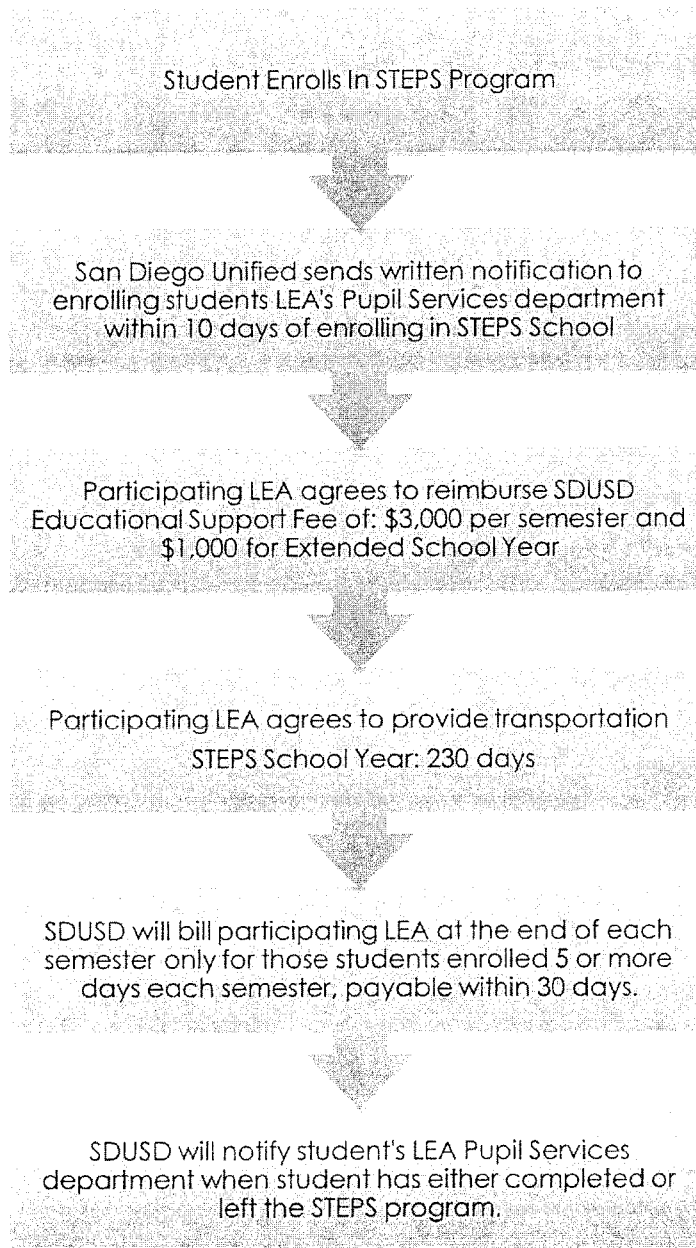 Student Enrolls In STEPS Program
San Diego Unified sends written notification to
enrolling students LEA's Pupil Services department
within 10 days of enrolling in STEPS School
Participating LEA agrees to reimburse SDUSD
Educational Support Fee of: $3,000 per semester and
$1,000 for Extended School Year
Participating LEA agrees to provide transportation
STEPS School Year: 230 days
SDUSD will bill participating LEA at the end of each
semester only for those students enrolled 5 or more
days each semester, payable within 30 days.
SDUSD will notify student's LEA Pupil Services
department when student has either completed or
left the STEPS program.